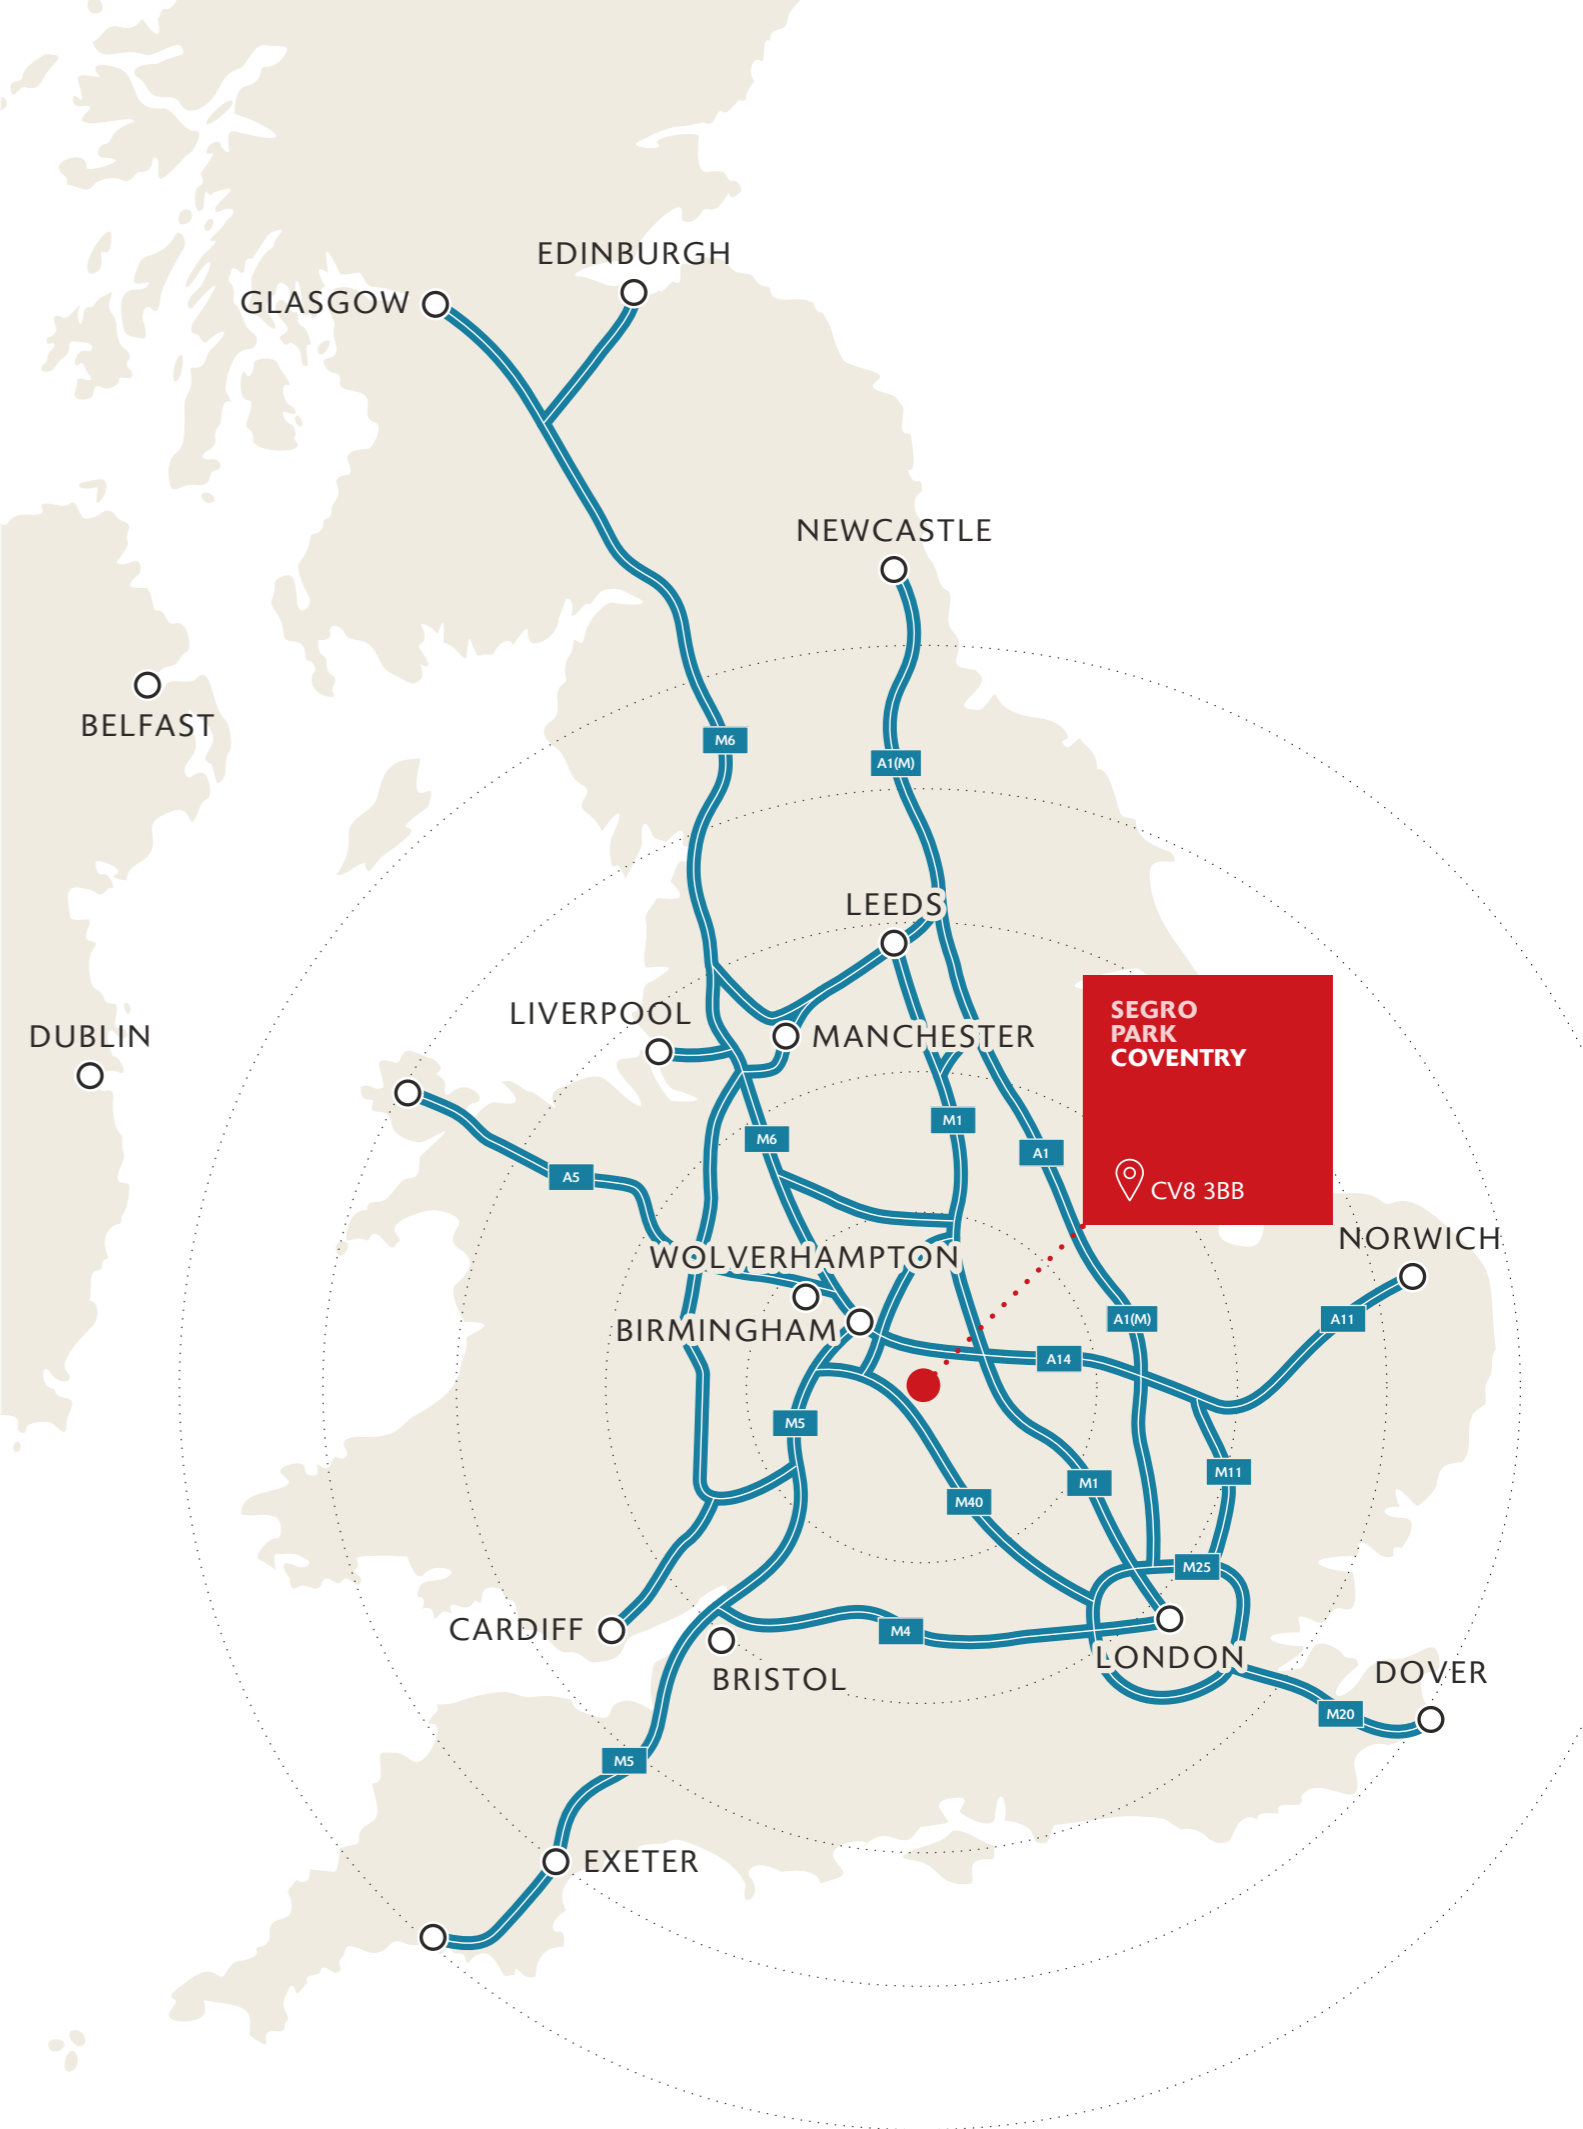 EDINBURGH
GLASGOW
NEWCASTLE
BELFAST
M6
A1(M)
LEEDS
LIVERPOOL
MANCHESTER
DUBLIN
SEGRO
PARK
COVENTRY
CV8 3BB
M1
M6
A1
A5
NORWICH
WOLVERHAMPTON
A1(M)
A11
BIRMINGHAM
A14
M5
M11
M1
M40
M25
CARDIFF
M4
LONDON
BRISTOL
DOVER
M20
M5
EXETER